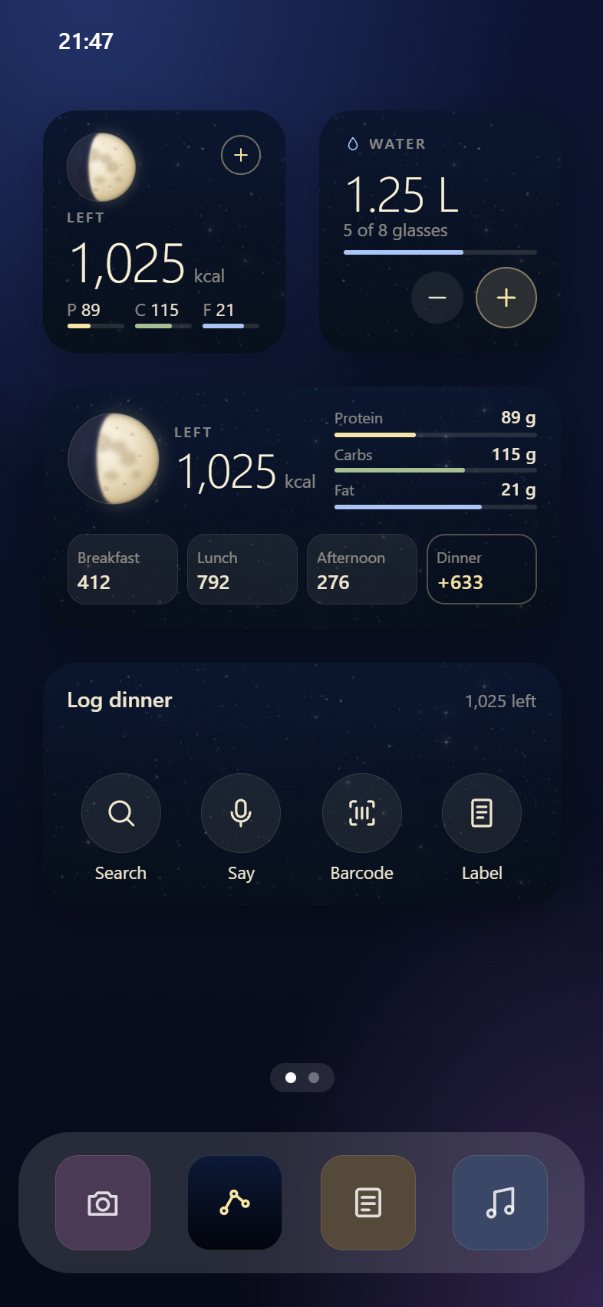 21:47
LEFT
1,025 kcal
P 89 C 115 F 21
WATER
1.25 L
5 of 8 glasses
LEFT
1,025 kcal
Protein 89 g
Carbs 115 g
Fat 21 g
Breakfast
412
Lunch
792
Afternoon
276
Dinner
+633
Log dinner 1,025 left
Search Say Barcode Label